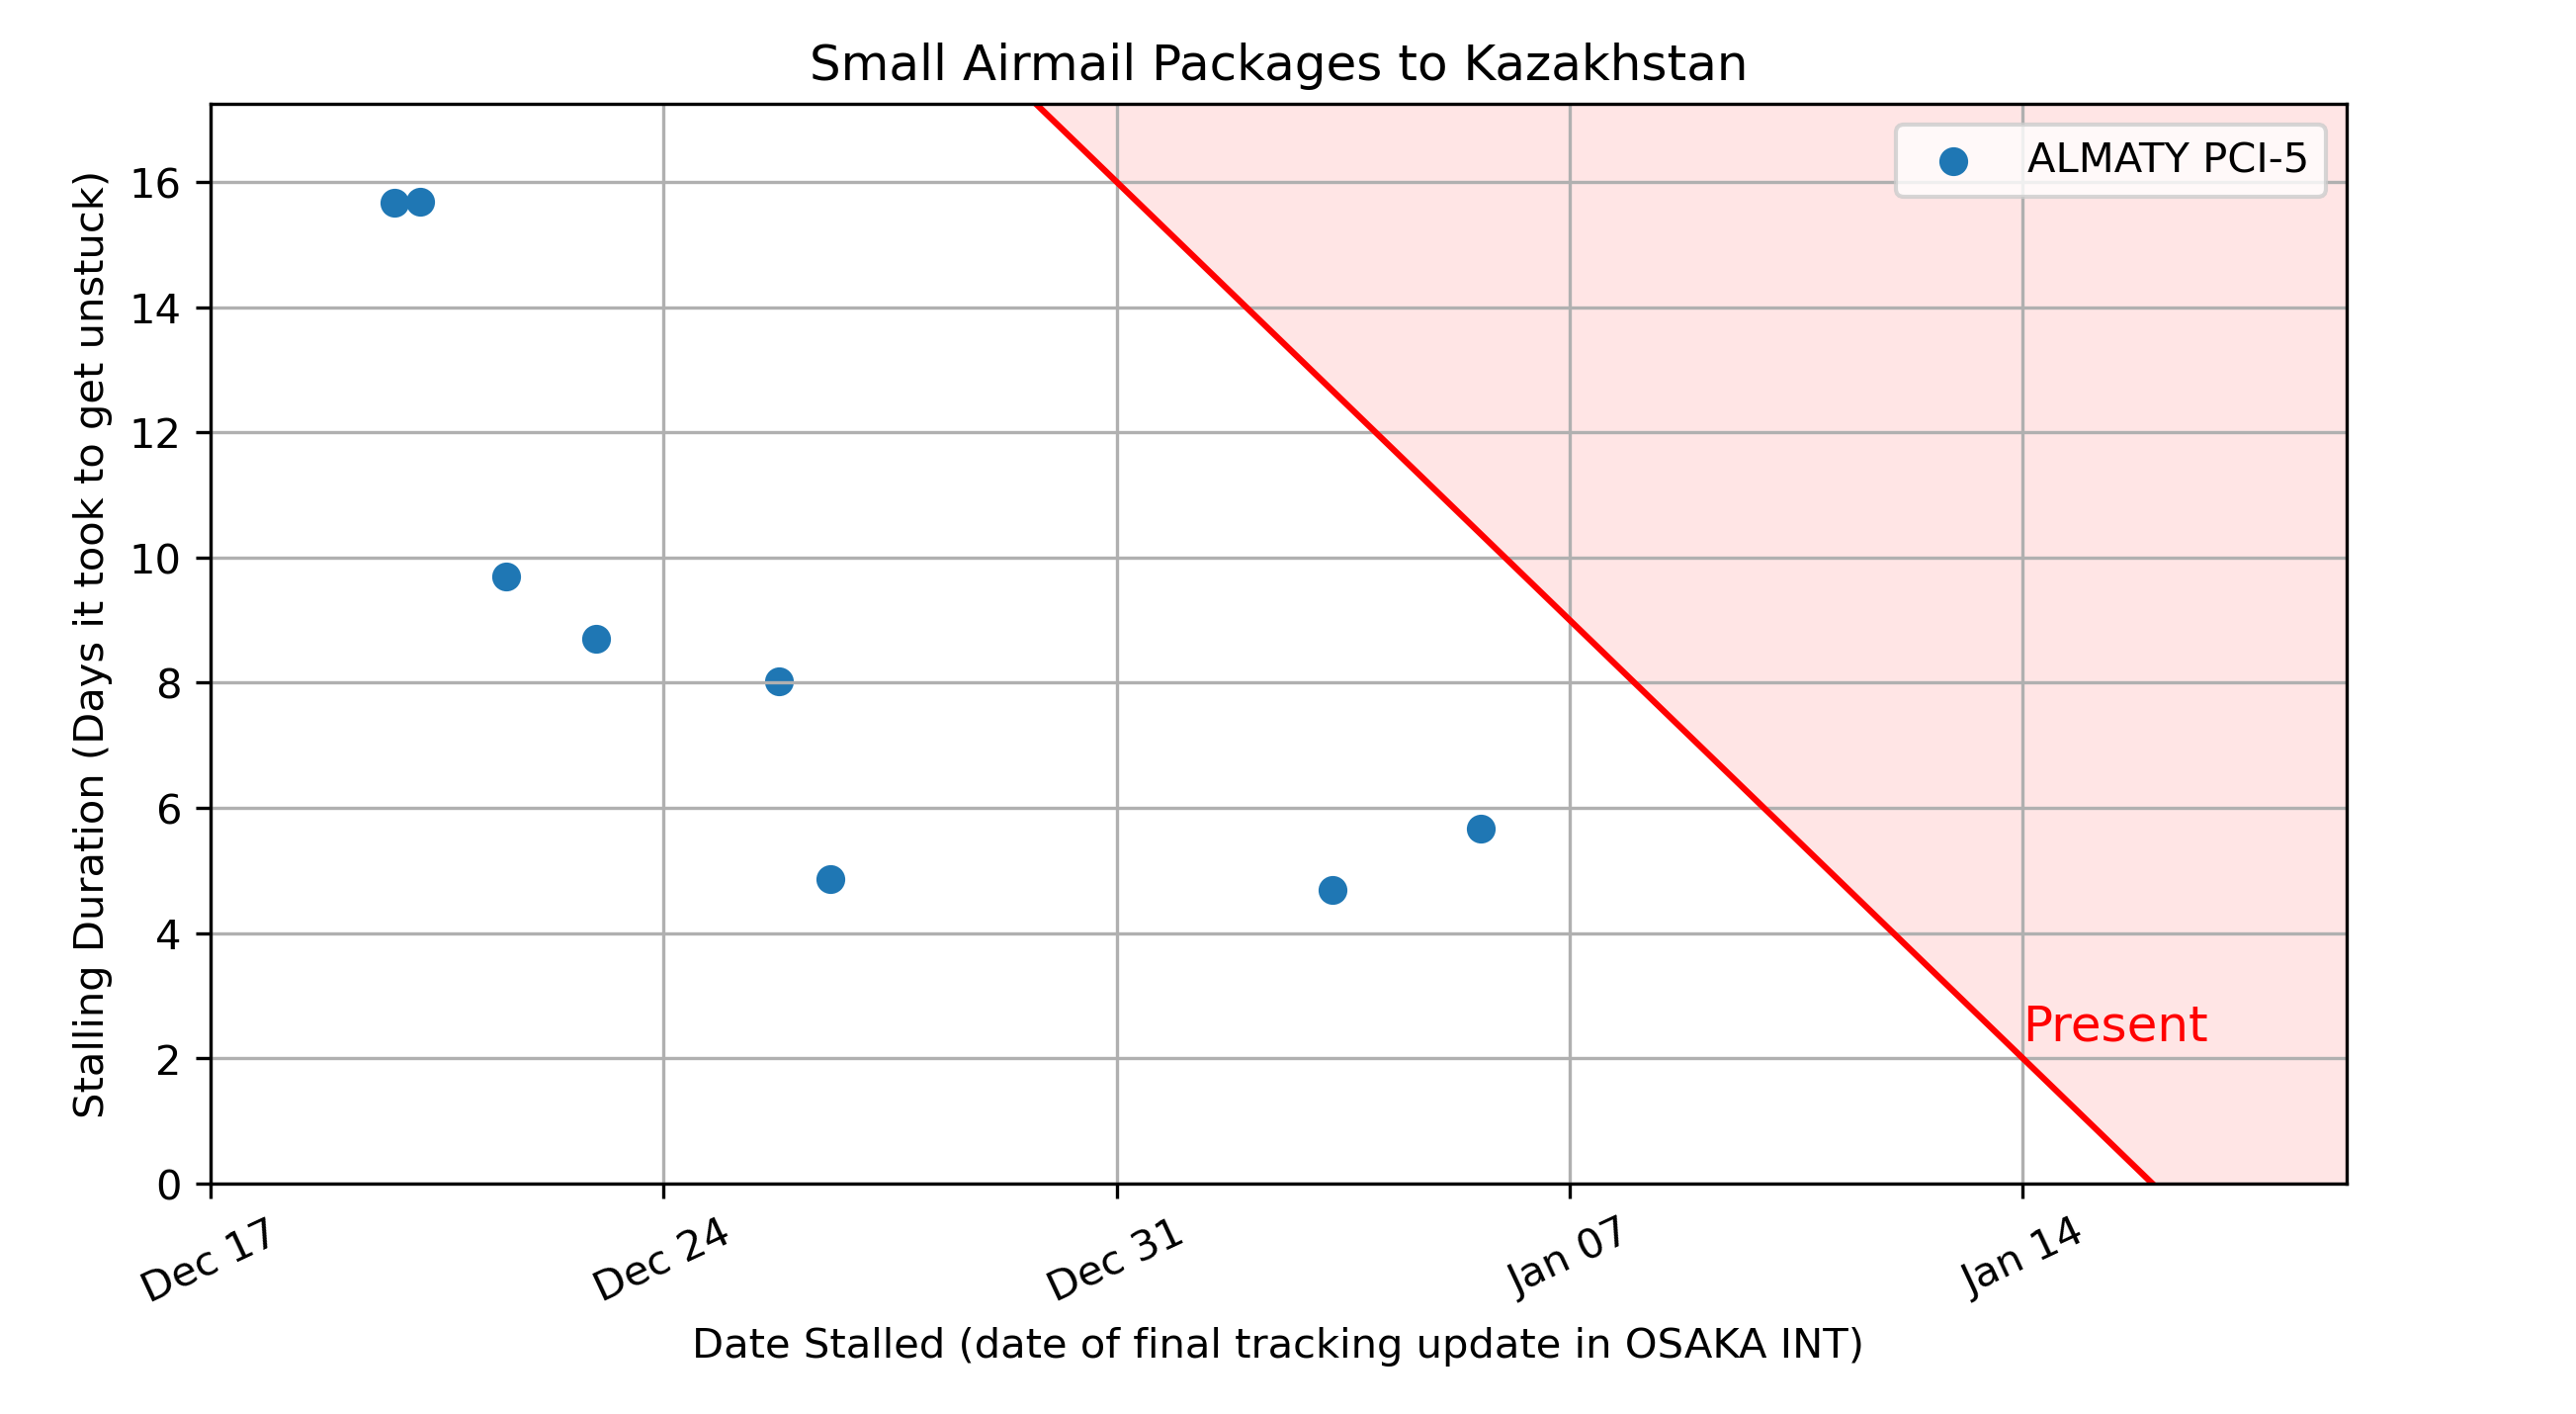 Small Airmail Packages to Kazakhstan
ALMATY PCI-5
Stalling Duration (Days it took to get unstuck)
16
14
12
10
8
6
4
2
0
Present
Dec 17
Dec 24
Dec 31
Jan 07
Jan 14
Date Stalled (date of final tracking update in OSAKA INT)